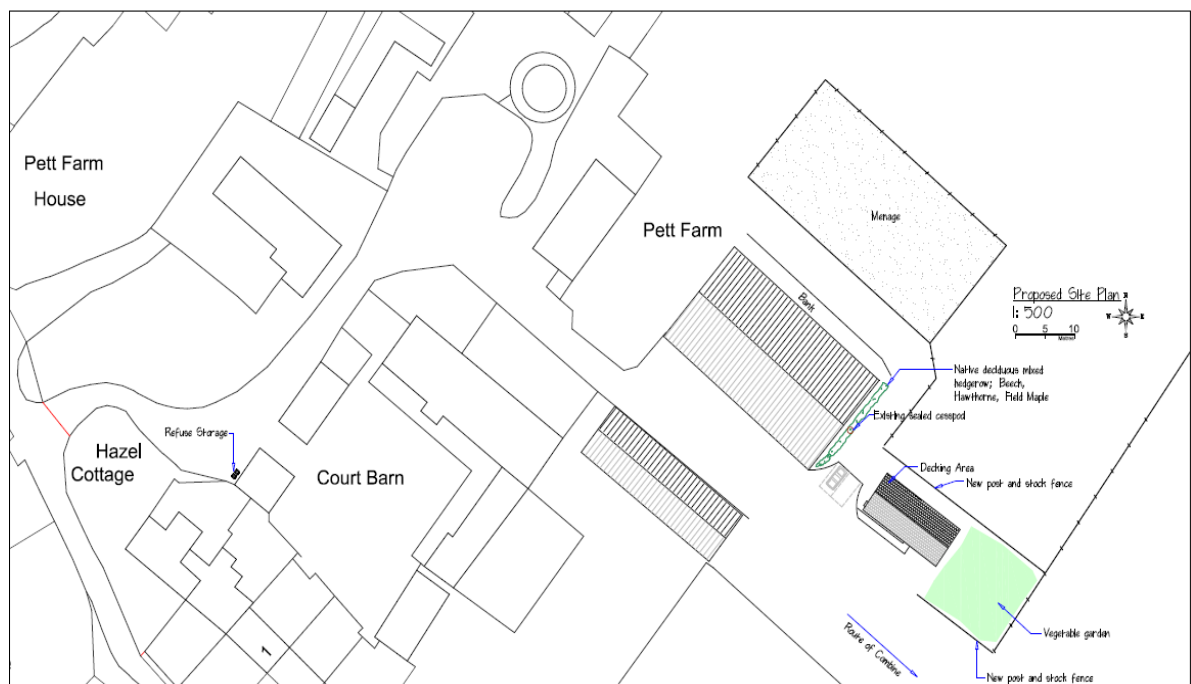 Pett Farm
House
Pett Farm
Menage
Bank
Proposed Site Plan
1: 500
0 5 10
Metres
N
W
E
S
Native deciduous mixed
hedgerow; Beech,
Hawthorne, Field Maple
Existing sealed cesspod
Refuse Storage
Hazel
Cottage
Court Barn
Decking Area
New post and stock fence
Vegetable garden
Route of Combine
New post and stock fence
1